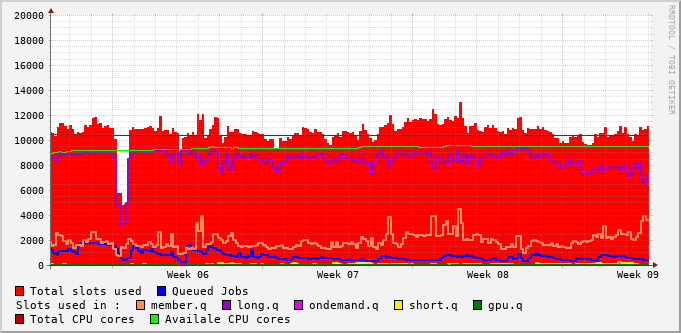 20000
18000
16000
14000
12000
10000
8000
6000
4000
2000
0
Week 06 Week 07 Week 08 Week 09
RRDTOOL / TOBI OETIKER
Total slots used Queued Jobs
Slots used in : member.q long.q ondemand.q short.q gpu.q
Total CPU cores Availale CPU cores